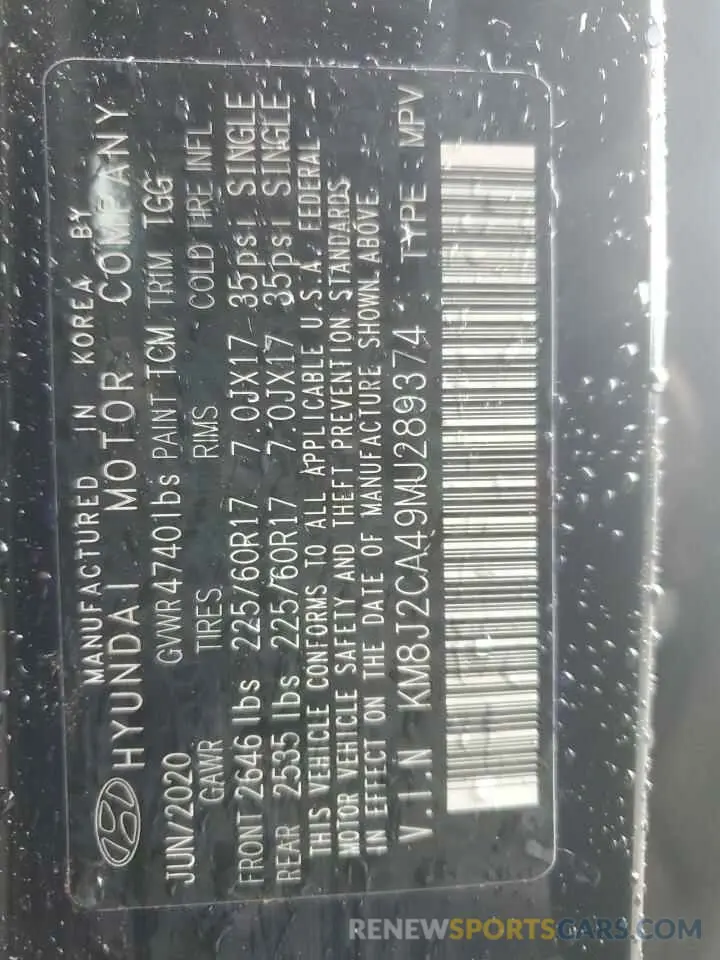 MANUFACTURED IN KOREA BY
HYUNDAI MOTOR COMPANY
JUN/2020 GVWR4740lbs PAINT TCM TRIM TGG
GAWR TIRES RIMS COLD TIRE INFL
FRONT 2646 lbs 225/60R17 7.0JX17 35psi SINGLE
REAR 2535 lbs 225/60R17 7.0JX17 35psi SINGLE
THIS VEHICLE CONFORMS TO ALL APPLICABLE U.S.A. FEDERAL
MOTOR VEHICLE SAFETY AND THEFT PREVENTION STANDARDS
IN EFFECT ON THE DATE OF MANUFACTURE SHOWN ABOVE
V.I.N KM8J2CA49MU289374 TYPE : MPV
RENEWSPORTSCARS.COM